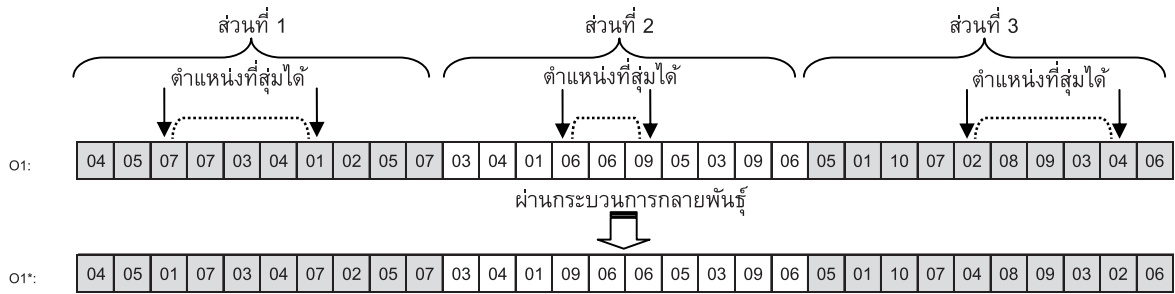 ส่วนที่ 1 ส่วนที่ 2 ส่วนที่ 3
ตำแหน่งที่สุ่มได้ ตำแหน่งที่สุ่มได้ ตำแหน่งที่สุ่มได้
O1: 04 05 07 07 03 04 01 02 05 07 03 04 01 06 06 09 05 03 09 06 05 01 10 07 02 08 09 03 04 06
ผ่านกระบวนการกลายพันธุ์
O1*: 04 05 01 07 03 04 07 02 05 07 03 04 01 09 06 06 05 03 09 06 05 01 10 07 04 08 09 03 02 06